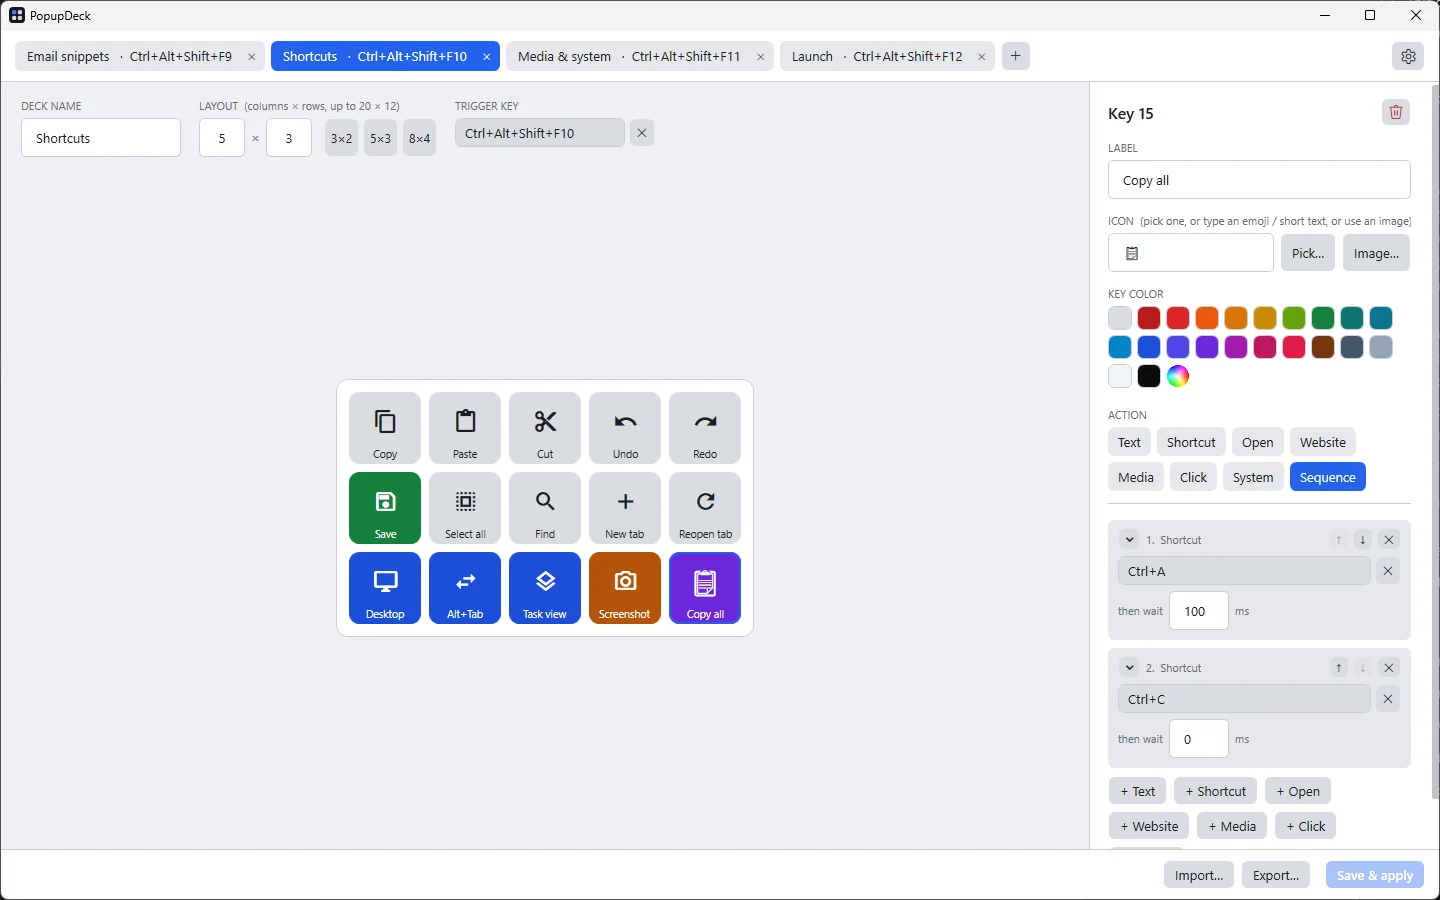 PopupDeck
Email snippets · Ctrl+Alt+Shift+F9 ×
Shortcuts · Ctrl+Alt+Shift+F10 ×
Media & system · Ctrl+Alt+Shift+F11 ×
Launch · Ctrl+Alt+Shift+F12 ×
+
DECK NAME
Shortcuts
LAYOUT (columns × rows, up to 20 × 12)
5 × 3
3×2 5×3 8×4
TRIGGER KEY
Ctrl+Alt+Shift+F10
Copy Paste Cut Undo Redo
Save Select all Find New tab Reopen tab
Desktop Alt+Tab Task view Screenshot Copy all
Key 15
LABEL
Copy all
ICON (pick one, or type an emoji / short text, or use an image)
Pick... Image...
KEY COLOR
ACTION
Text Shortcut Open Website
Media Click System Sequence
1. Shortcut
Ctrl+A
then wait 100 ms
2. Shortcut
Ctrl+C
then wait 0 ms
+ Text + Shortcut + Open
+ Website + Media + Click
Import... Export... Save & apply